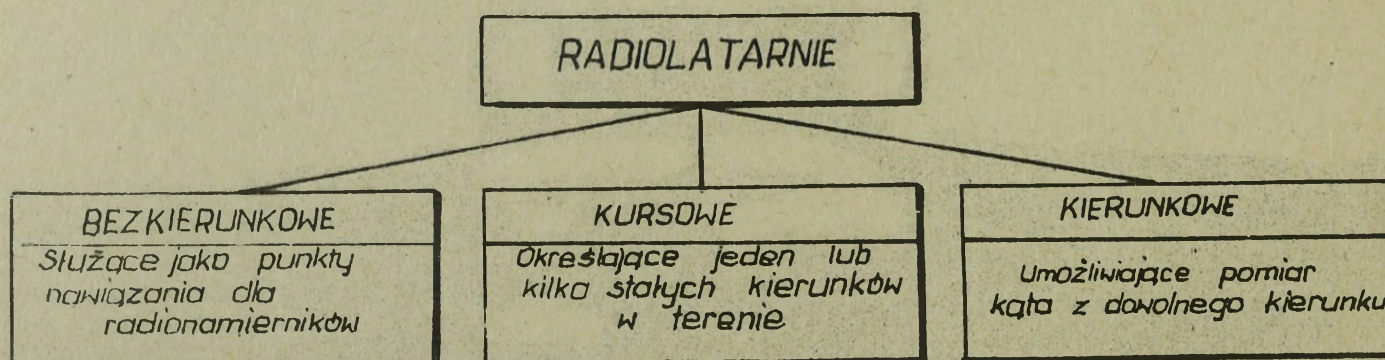 RADIOLATARNIE
BEZKIERUNKOWE
Służące jako punkty
nawiązania dla
radionamierników
KURSOWE
Określające jeden lub
kilka stałych kierunków
w terenie
KIERUNKOWE
Umożliwiające pomiar
kąta z dowolnego kierunku